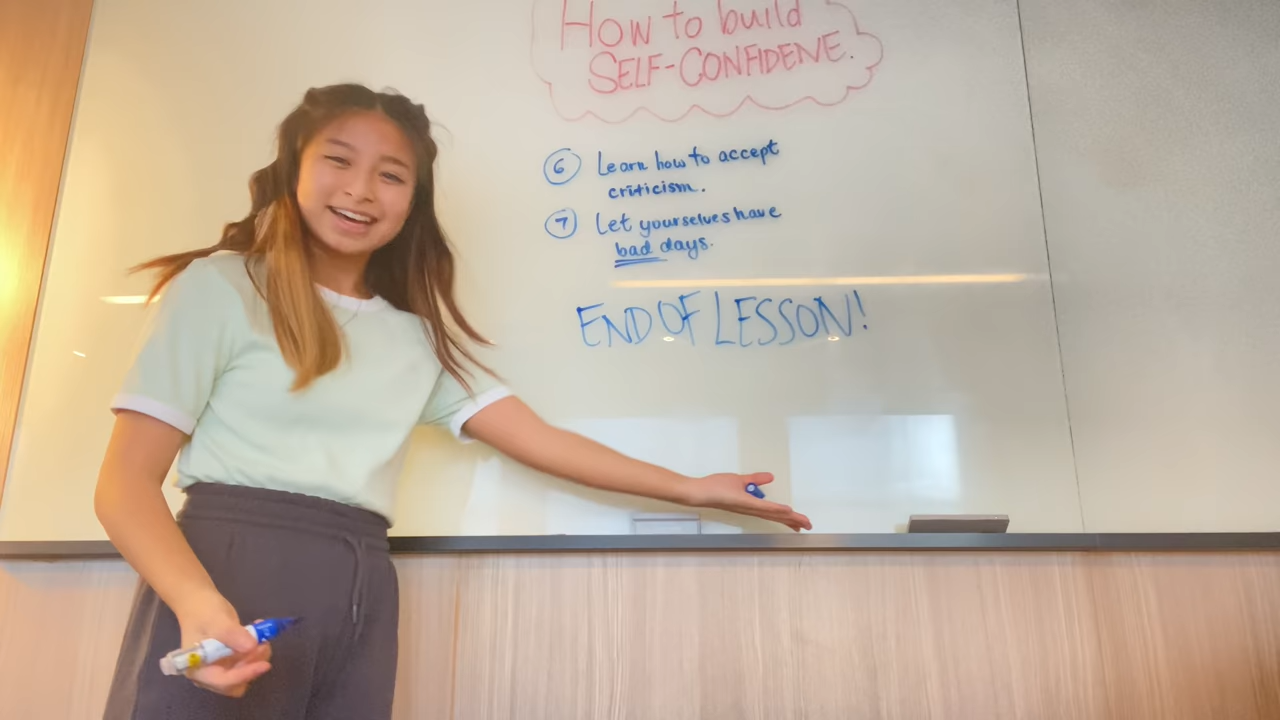 How to build
SELF-CONFIDENE.
6 Learn how to accept
criticism.
7 Let yourselves have
bad days.
END OF LESSON!